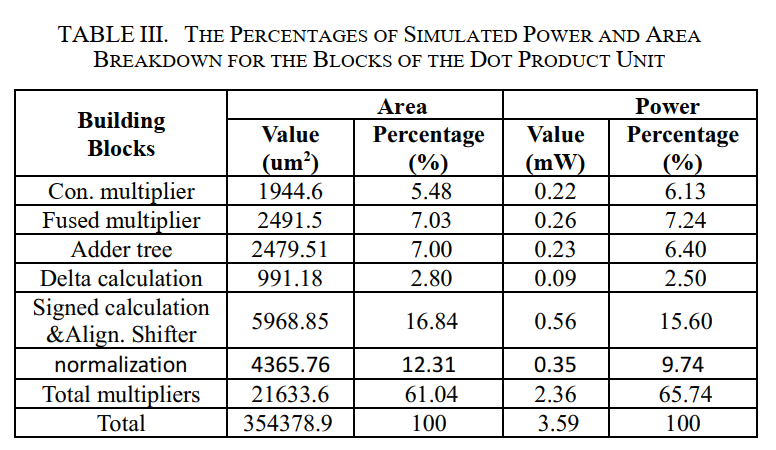 TABLE III. THE PERCENTAGES OF SIMULATED POWER AND AREA
BREAKDOWN FOR THE BLOCKS OF THE DOT PRODUCT UNIT
Building Blocks Area Power
Value (um²) Percentage (%) Value (mW) Percentage (%)
Con. multiplier 1944.6 5.48 0.22 6.13
Fused multiplier 2491.5 7.03 0.26 7.24
Adder tree 2479.51 7.00 0.23 6.40
Delta calculation 991.18 2.80 0.09 2.50
Signed calculation &Align. Shifter 5968.85 16.84 0.56 15.60
normalization 4365.76 12.31 0.35 9.74
Total multipliers 21633.6 61.04 2.36 65.74
Total 354378.9 100 3.59 100